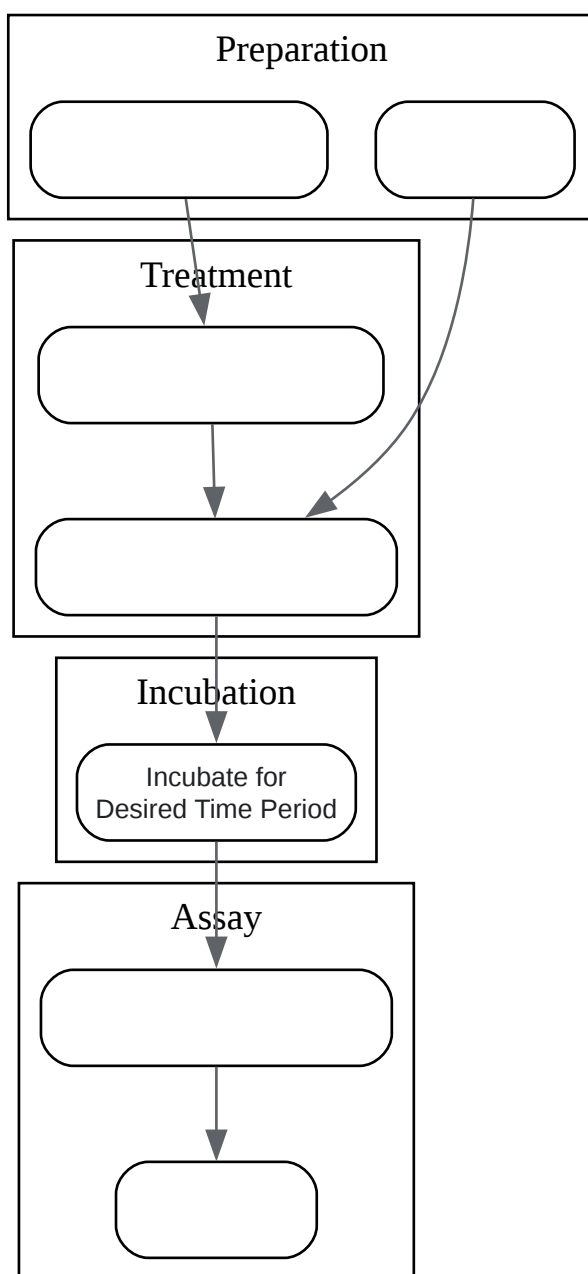 Preparation
Treatment
Incubation
Incubate for
Desired Time Period
Assay